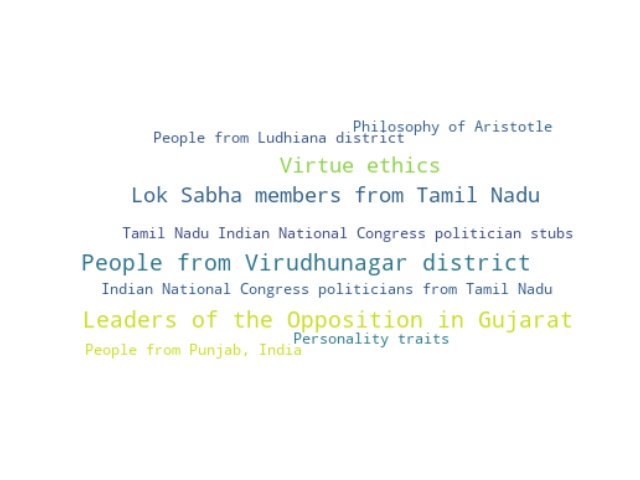 Philosophy of Aristotle
People from Ludhiana district
Virtue ethics
Lok Sabha members from Tamil Nadu
Tamil Nadu Indian National Congress politician stubs
People from Virudhunagar district
Indian National Congress politicians from Tamil Nadu
Leaders of the Opposition in Gujarat
Personality traits
People from Punjab, India